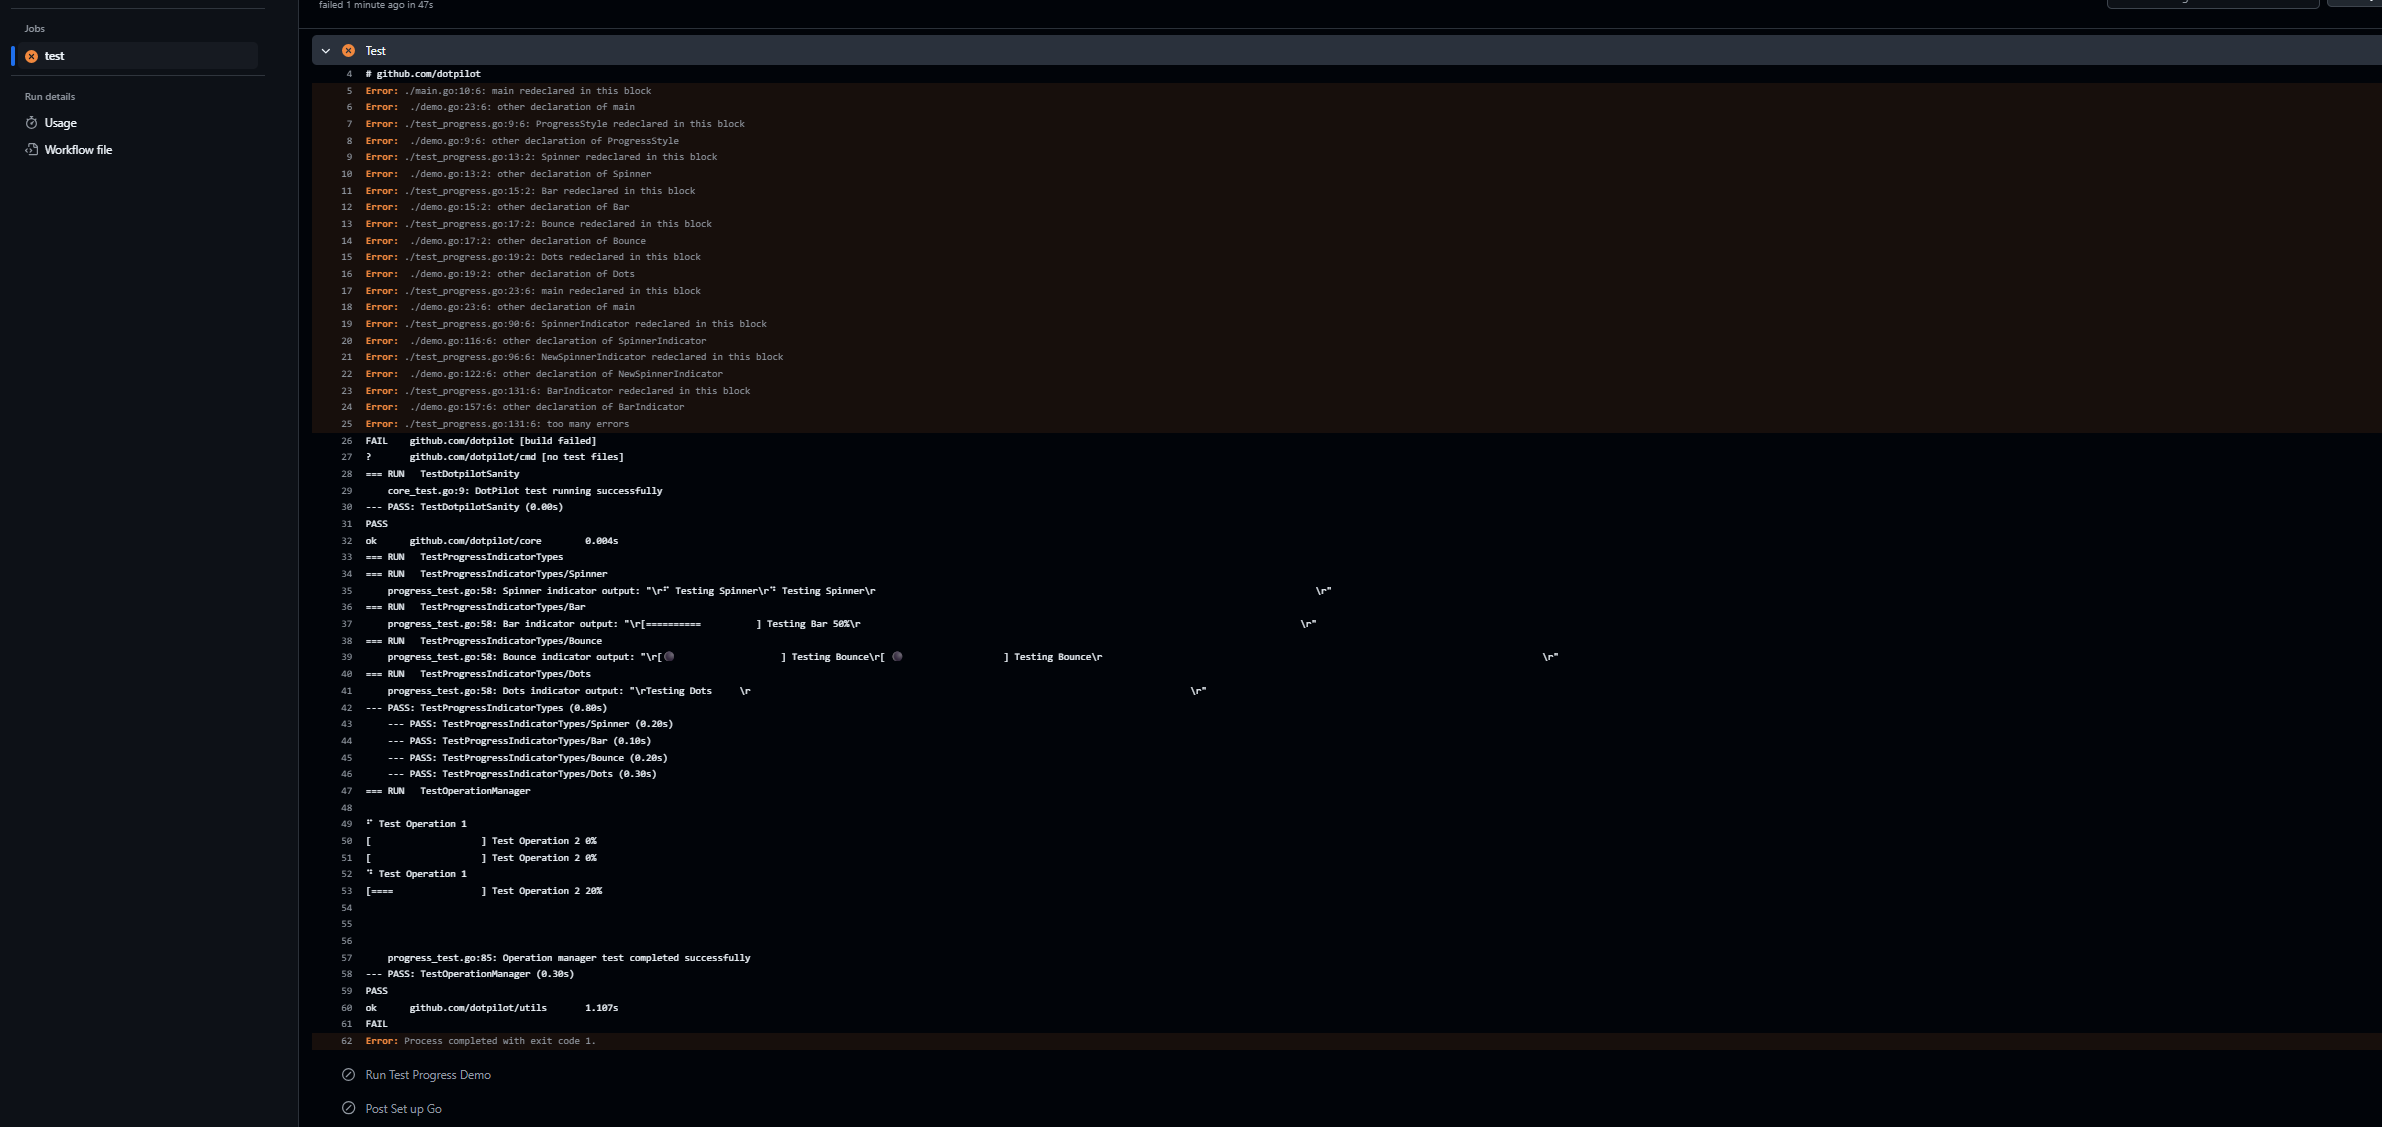 failed 1 minute ago in 47s
Jobs
test
Run details
Usage
Workflow file
Test
4 # github.com/dotpilot
5 Error: ./main.go:10:6: main redeclared in this block
6 Error:  ./demo.go:23:6: other declaration of main
7 Error: ./test_progress.go:9:6: ProgressStyle redeclared in this block
8 Error:  ./demo.go:9:6: other declaration of ProgressStyle
9 Error: ./test_progress.go:13:2: Spinner redeclared in this block
10 Error:  ./demo.go:13:2: other declaration of Spinner
11 Error: ./test_progress.go:15:2: Bar redeclared in this block
12 Error:  ./demo.go:15:2: other declaration of Bar
13 Error: ./test_progress.go:17:2: Bounce redeclared in this block
14 Error:  ./demo.go:17:2: other declaration of Bounce
15 Error: ./test_progress.go:19:2: Dots redeclared in this block
16 Error:  ./demo.go:19:2: other declaration of Dots
17 Error: ./test_progress.go:23:6: main redeclared in this block
18 Error:  ./demo.go:23:6: other declaration of main
19 Error: ./test_progress.go:90:6: SpinnerIndicator redeclared in this block
20 Error:  ./demo.go:116:6: other declaration of SpinnerIndicator
21 Error: ./test_progress.go:96:6: NewSpinnerIndicator redeclared in this block
22 Error:  ./demo.go:122:6: other declaration of NewSpinnerIndicator
23 Error: ./test_progress.go:131:6: BarIndicator redeclared in this block
24 Error:  ./demo.go:157:6: other declaration of BarIndicator
25 Error: ./test_progress.go:131:6: too many errors
26 FAIL    github.com/dotpilot [build failed]
27 ?       github.com/dotpilot/cmd [no test files]
28 === RUN   TestDotpilotSanity
29     core_test.go:9: DotPilot test running successfully
30 --- PASS: TestDotpilotSanity (0.00s)
31 PASS
32 ok      github.com/dotpilot/core        0.004s
33 === RUN   TestProgressIndicatorTypes
34 === RUN   TestProgressIndicatorTypes/Spinner
35     progress_test.go:58: Spinner indicator output: "\r⠋ Testing Spinner\r⠙ Testing Spinner\r                                                                                \r"
36 === RUN   TestProgressIndicatorTypes/Bar
37     progress_test.go:58: Bar indicator output: "\r[==========          ] Testing Bar 50%\r                                                                                \r"
38 === RUN   TestProgressIndicatorTypes/Bounce
39     progress_test.go:58: Bounce indicator output: "\r[●                   ] Testing Bounce\r[ ●                  ] Testing Bounce\r                                                                                \r"
40 === RUN   TestProgressIndicatorTypes/Dots
41     progress_test.go:58: Dots indicator output: "\rTesting Dots     \r                                                                                \r"
42 --- PASS: TestProgressIndicatorTypes (0.80s)
43     --- PASS: TestProgressIndicatorTypes/Spinner (0.20s)
44     --- PASS: TestProgressIndicatorTypes/Bar (0.10s)
45     --- PASS: TestProgressIndicatorTypes/Bounce (0.20s)
46     --- PASS: TestProgressIndicatorTypes/Dots (0.30s)
47 === RUN   TestOperationManager
48
49 ⠋ Test Operation 1
50 [                    ] Test Operation 2 0%
51 [                    ] Test Operation 2 0%
52 ⠙ Test Operation 1
53 [====                ] Test Operation 2 20%
54
55
56
57     progress_test.go:85: Operation manager test completed successfully
58 --- PASS: TestOperationManager (0.30s)
59 PASS
60 ok      github.com/dotpilot/utils       1.107s
61 FAIL
62 Error: Process completed with exit code 1.
Run Test Progress Demo
Post Set up Go